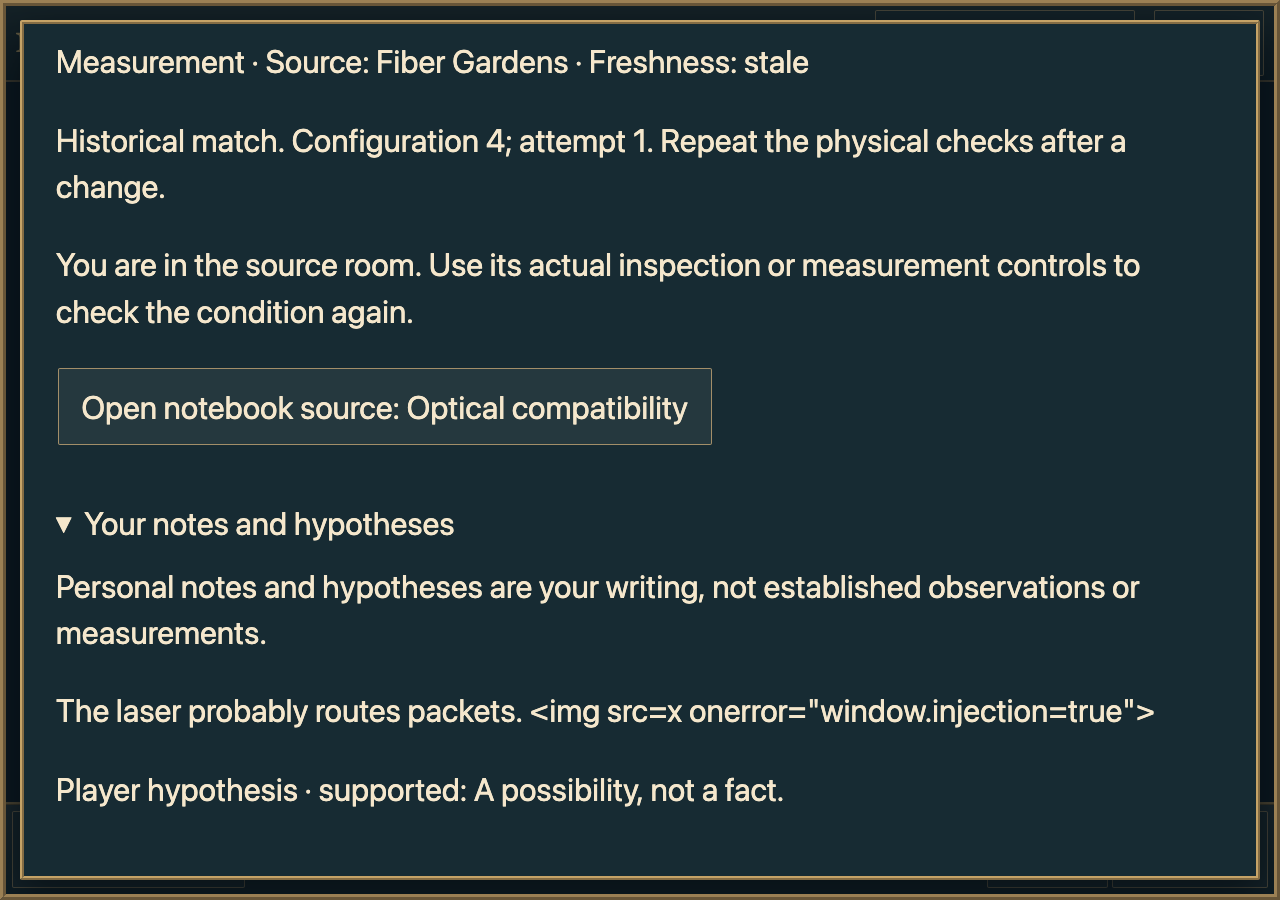 Measurement · Source: Fiber Gardens · Freshness: stale
Historical match. Configuration 4; attempt 1. Repeat the physical checks after a
change.
You are in the source room. Use its actual inspection or measurement controls to
check the condition again.
Open notebook source: Optical compatibility
▼ Your notes and hypotheses
Personal notes and hypotheses are your writing, not established observations or
measurements.
The laser probably routes packets. <img src=x onerror="window.injection=true">
Player hypothesis · supported: A possibility, not a fact.